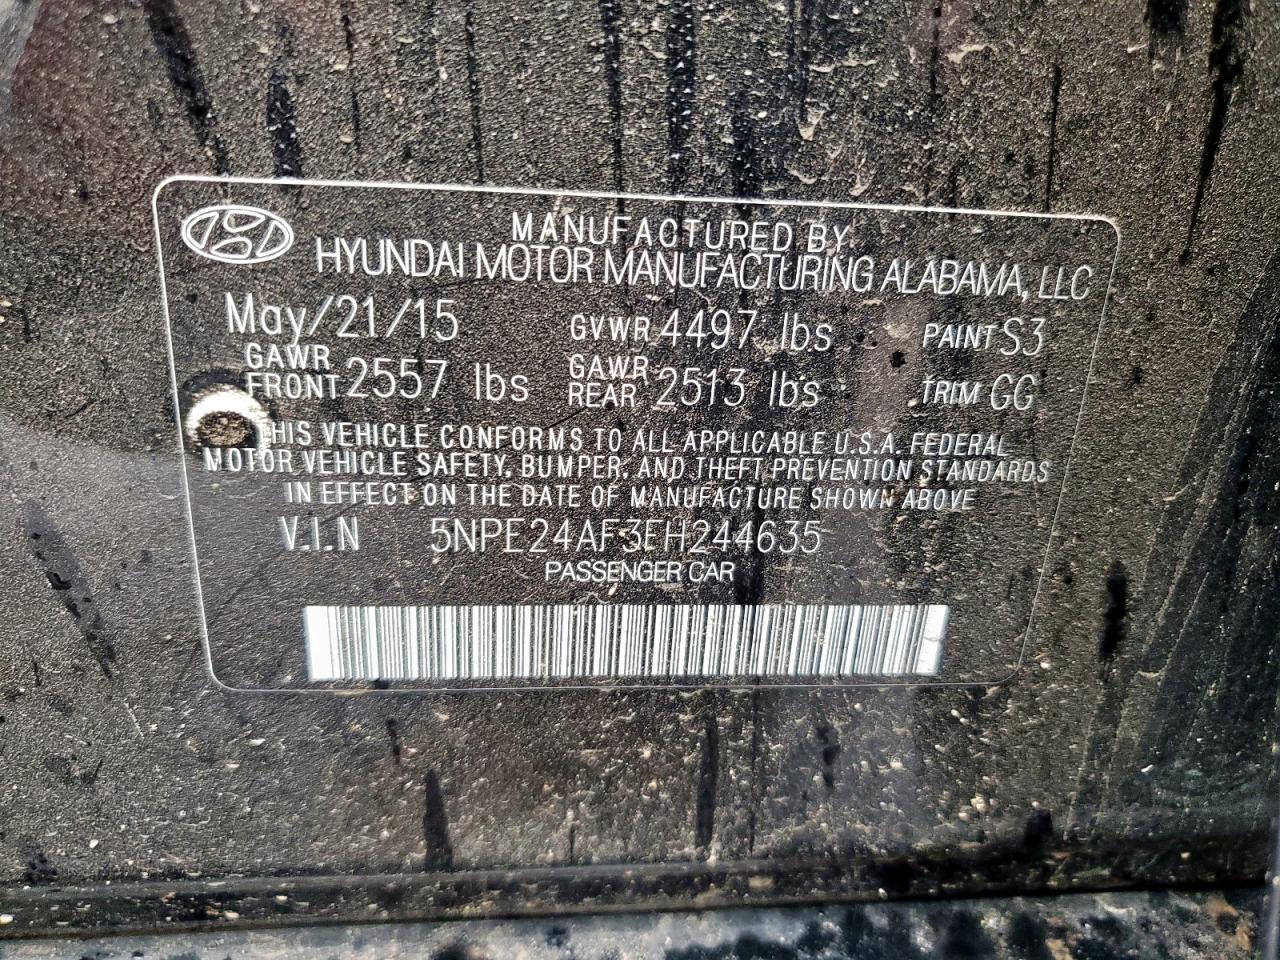 MANUFACTURED BY
HYUNDAI MOTOR MANUFACTURING ALABAMA, LLC
May/21/15 GVWR 4497 lbs PAINT S3
GAWR FRONT 2557 lbs GAWR REAR 2513 lbs TRIM GG
HIS VEHICLE CONFORMS TO ALL APPLICABLE U.S.A. FEDERAL
MOTOR VEHICLE SAFETY, BUMPER, AND THEFT PREVENTION STANDARDS
IN EFFECT ON THE DATE OF MANUFACTURE SHOWN ABOVE
V.I.N 5NPE24AF3FH244635
PASSENGER CAR